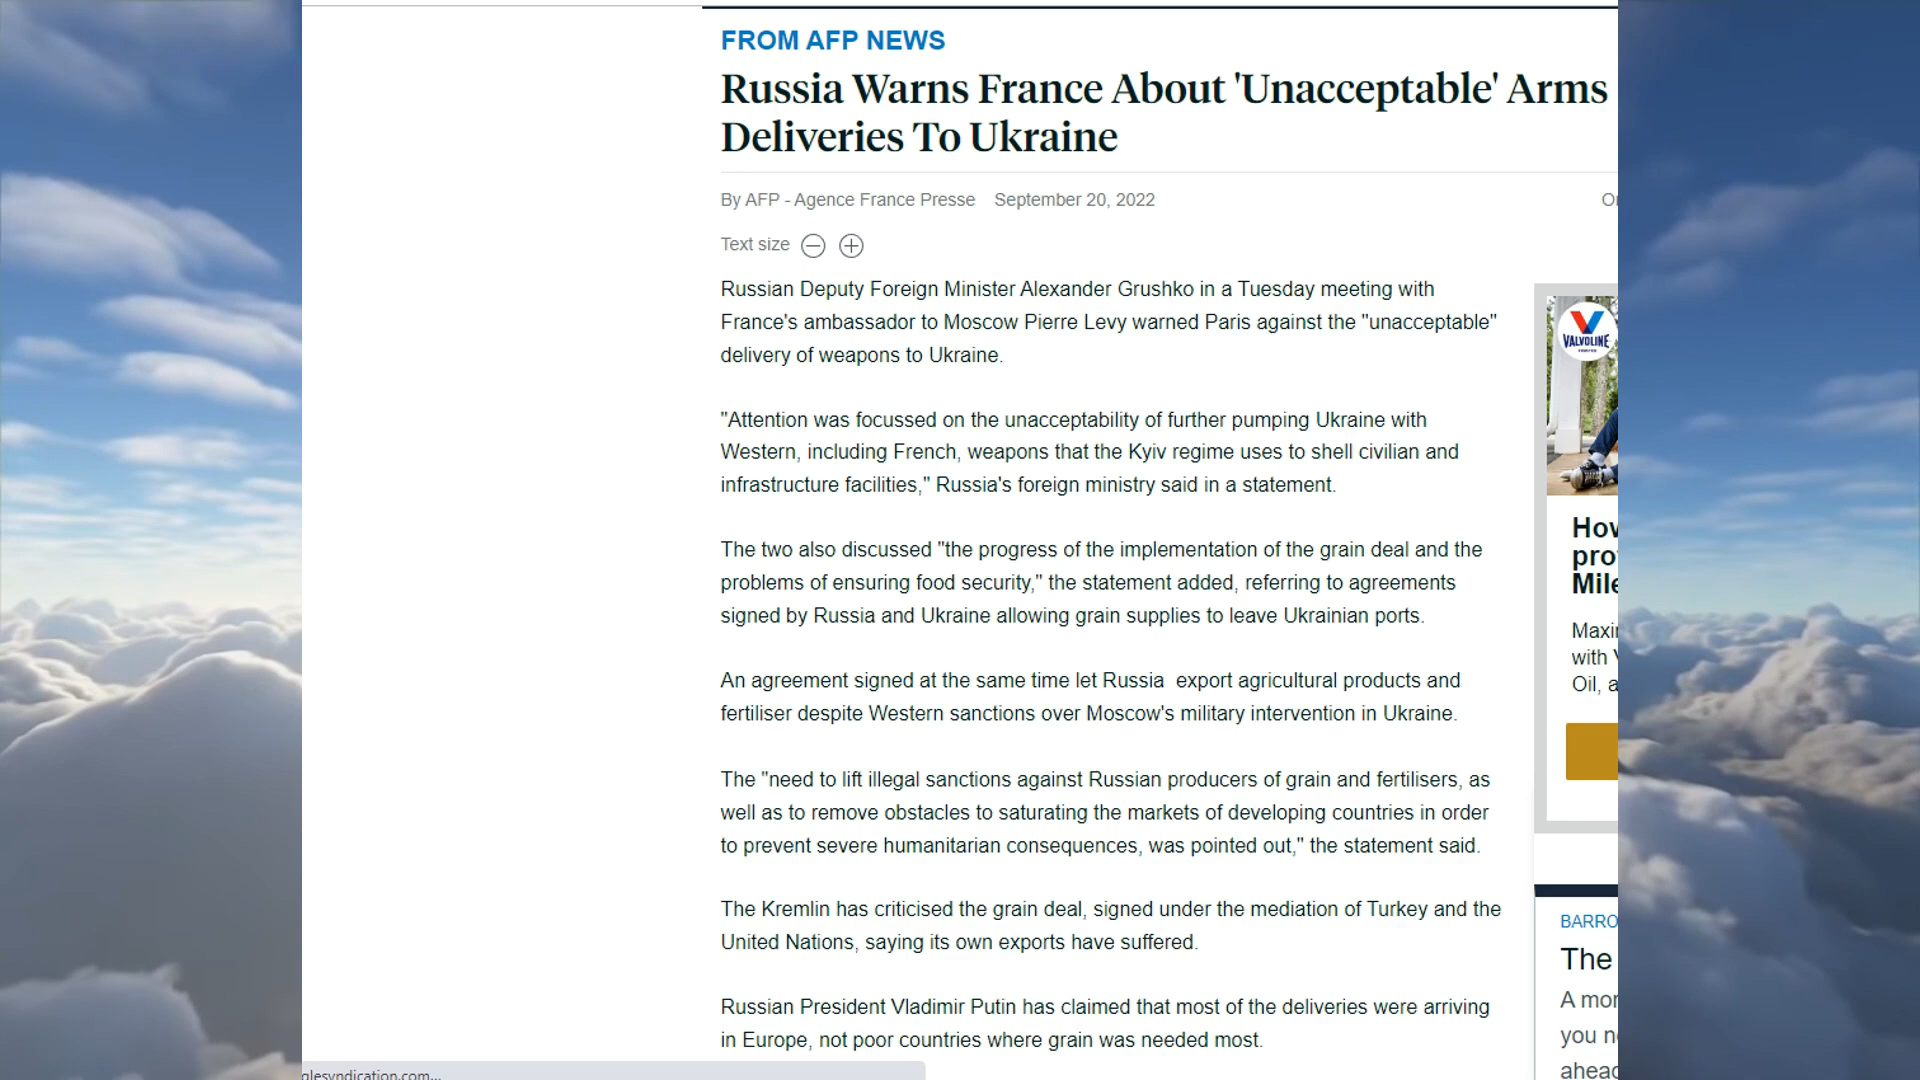 FROM AFP NEWS
Russia Warns France About 'Unacceptable' Arms
Deliveries To Ukraine
By AFP - Agence France Presse September 20, 2022
Text size
Russian Deputy Foreign Minister Alexander Grushko in a Tuesday meeting with
France's ambassador to Moscow Pierre Levy warned Paris against the "unacceptable"
delivery of weapons to Ukraine.
"Attention was focussed on the unacceptability of further pumping Ukraine with
Western, including French, weapons that the Kyiv regime uses to shell civilian and
infrastructure facilities," Russia's foreign ministry said in a statement.
The two also discussed "the progress of the implementation of the grain deal and the
problems of ensuring food security," the statement added, referring to agreements
signed by Russia and Ukraine allowing grain supplies to leave Ukrainian ports.
An agreement signed at the same time let Russia export agricultural products and
fertiliser despite Western sanctions over Moscow's military intervention in Ukraine.
The "need to lift illegal sanctions against Russian producers of grain and fertilisers, as
well as to remove obstacles to saturating the markets of developing countries in order
to prevent severe humanitarian consequences, was pointed out," the statement said.
The Kremlin has criticised the grain deal, signed under the mediation of Turkey and the
United Nations, saying its own exports have suffered.
Russian President Vladimir Putin has claimed that most of the deliveries were arriving
in Europe, not poor countries where grain was needed most.
VALVOLINE
with
Oil, a
The